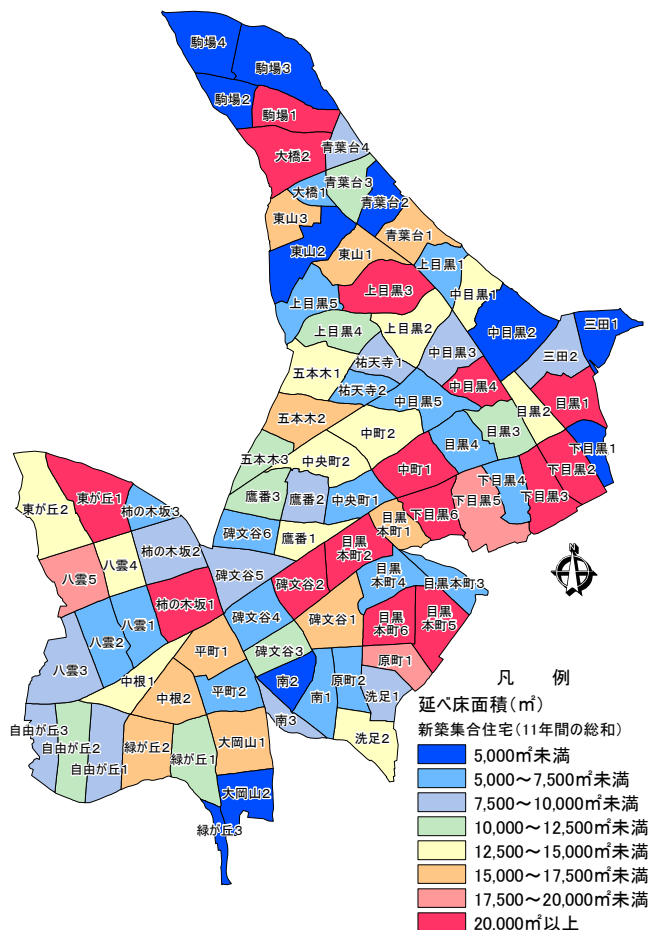 駒場4
駒場3
駒場2
駒場1
大橋2
青葉台4
青葉台3
大橋1
青葉台2
東山3
青葉台1
東山2
東山1
上目黒1
上目黒3
中目黒1
上目黒5
三田1
上目黒4
上目黒2
中目黒2
中目黒3
三田2
祐天寺1
五本木1
祐天寺2
中目黒4
目黒1
中目黒5
目黒2
五本木2
中町2
目黒3
目黒4
下目黒1
五本木3
中央町2
中町1
下目黒2
下目黒4
東が丘1
東が丘2
柿の木坂3
鷹番3
鷹番2
中央町1
下目黒5
下目黒3
下目黒6
目黒
本町1
碑文谷6
鷹番1
目黒
本町2
柿の木坂2
八雲4
八雲5
碑文谷5
碑文谷2
目黒
本町4
目黒本町3
柿の木坂1
八雲1
八雲2
碑文谷4
碑文谷1
目黒
本町6
目黒
本町5
平町1
碑文谷3
原町1
八雲3
中根1
中根2
平町2
南2
南1
原町2
洗足1
南3
自由が丘3
自由が丘2
自由が丘1
緑が丘2
緑が丘1
大岡山1
洗足2
大岡山2
緑が丘3
凡 例
延べ床面積(㎡)
新築集合住宅(11年間の総和)
5,000㎡未満
5,000～7,500㎡未満
7,500～10,000㎡未満
10,000～12,500㎡未満
12,500～15,000㎡未満
15,000～17,500㎡未満
17,500～20,000㎡未満
20,000㎡以上